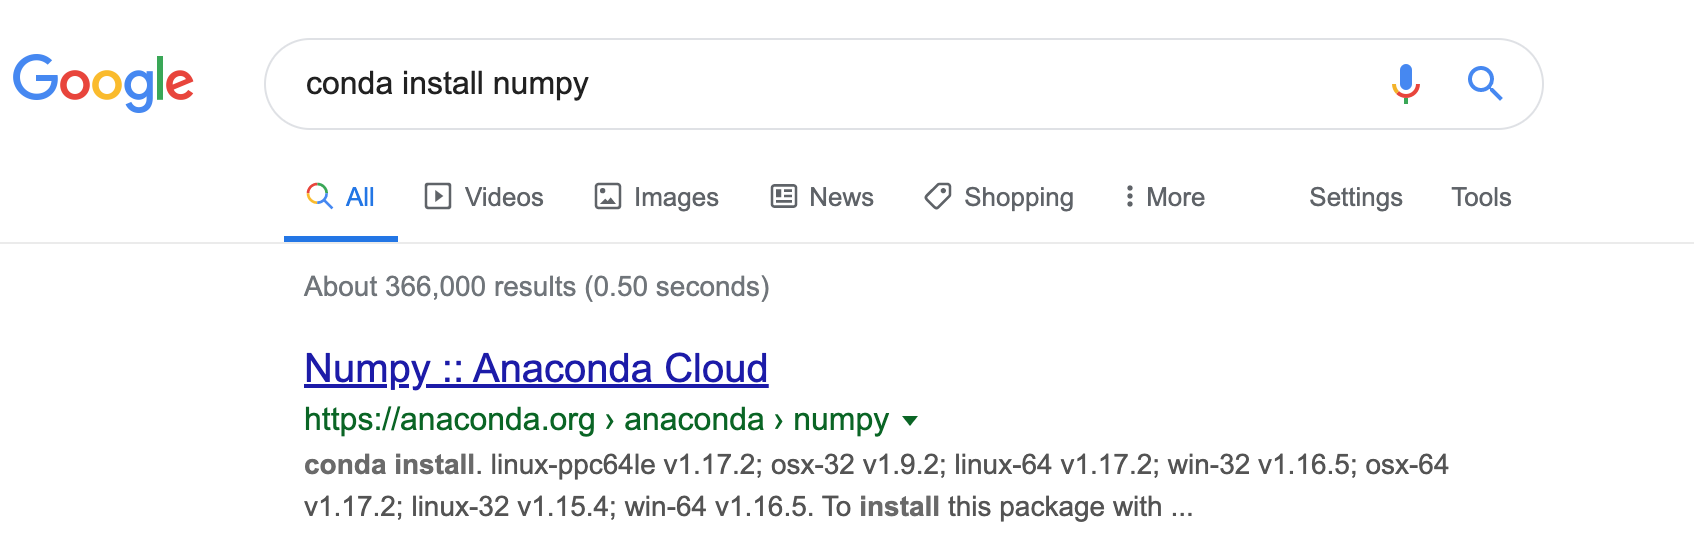 Google conda install numpy
All Videos Images News Shopping More Settings Tools
About 366,000 results (0.50 seconds)
Numpy :: Anaconda Cloud
https://anaconda.org › anaconda › numpy
conda install. linux-ppc64le v1.17.2; osx-32 v1.9.2; linux-64 v1.17.2; win-32 v1.16.5; osx-64
v1.17.2; linux-32 v1.15.4; win-64 v1.16.5. To install this package with ...